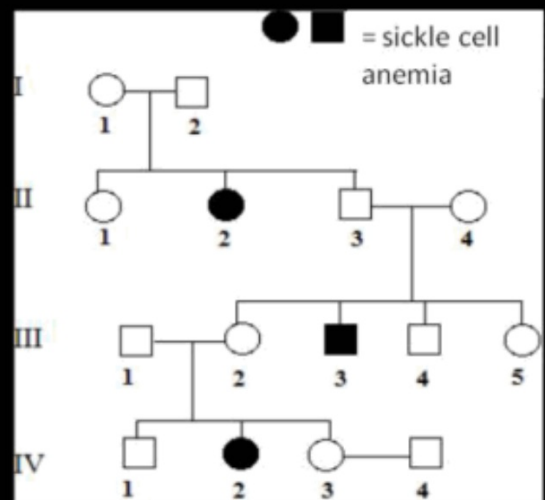 = sickle cell
anemia
I
1 2
II
1 2 3 4
III
1 2 3 4 5
IV
1 2 3 4